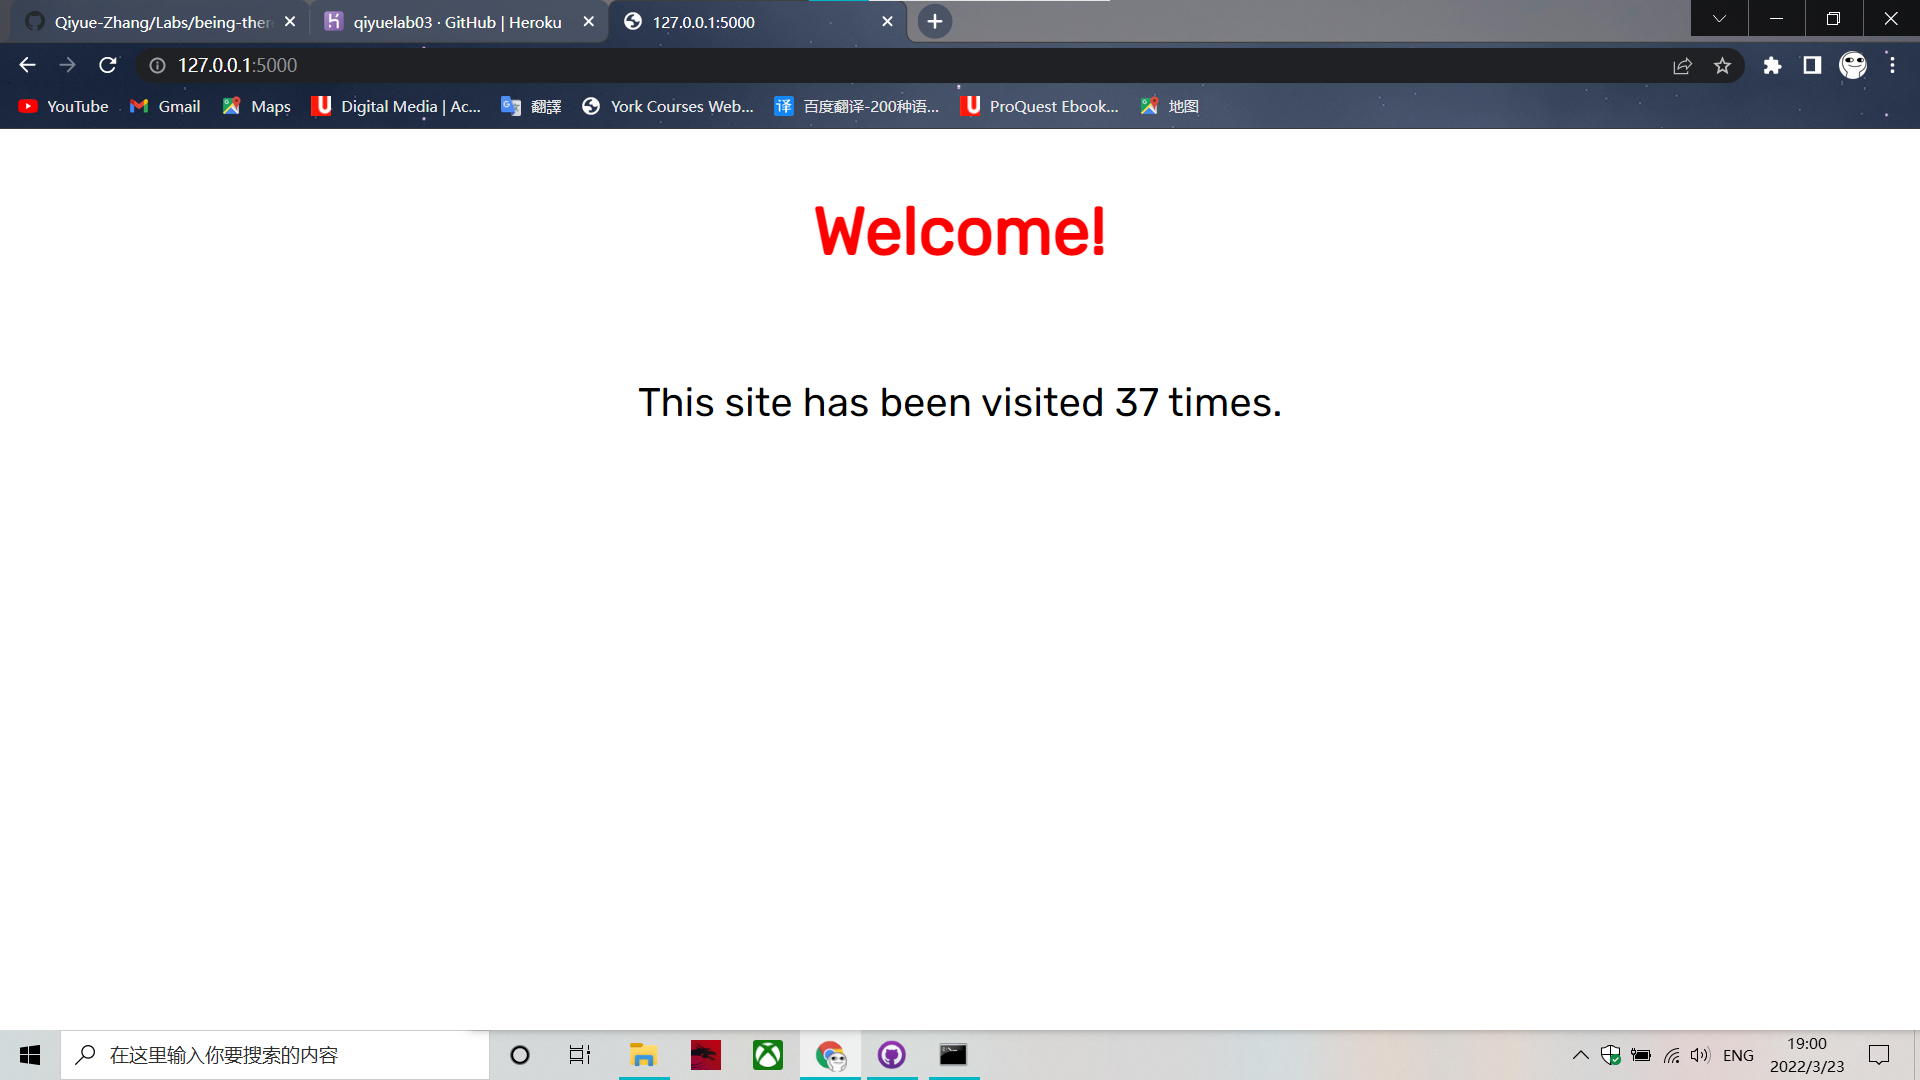 Qiyue-Zhang/Labs/being-ther
qiyuelab03 · GitHub | Heroku
127.0.0.1:5000
127.0.0.1:5000
YouTube
Gmail
Maps
Digital Media | Ac...
翻譯
York Courses Web...
百度翻译-200种语...
ProQuest Ebook...
地图
Welcome!
This site has been visited 37 times.
在这里输入你要搜索的内容
ENG
19:00
2022/3/23